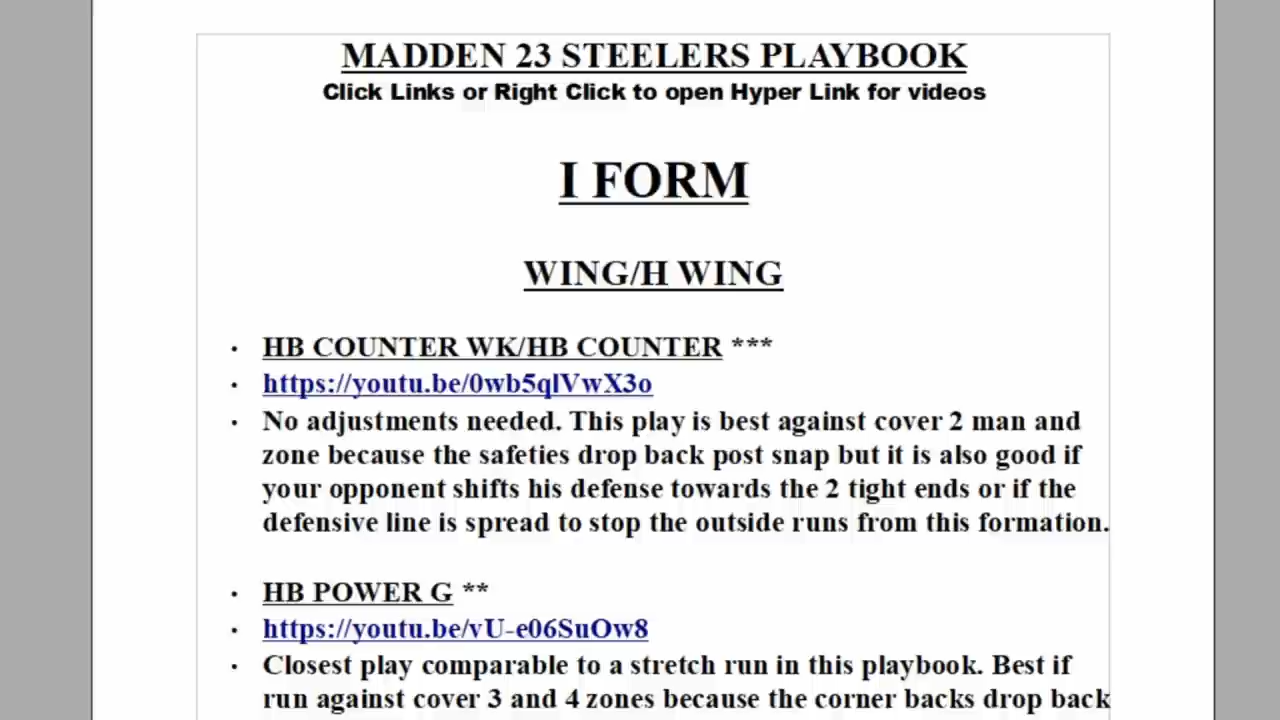 MADDEN 23 STEELERS PLAYBOOK
Click Links or Right Click to open Hyper Link for videos
I FORM
WING/H WING
• HB COUNTER WK/HB COUNTER ***
• https://youtu.be/0wb5qlVwX3o
• No adjustments needed. This play is best against cover 2 man and
zone because the safeties drop back post snap but it is also good if
your opponent shifts his defense towards the 2 tight ends or if the
defensive line is spread to stop the outside runs from this formation.
• HB POWER G **
• https://youtu.be/vU-e06SuOw8
• Closest play comparable to a stretch run in this playbook. Best if
run against cover 3 and 4 zones because the corner backs drop back